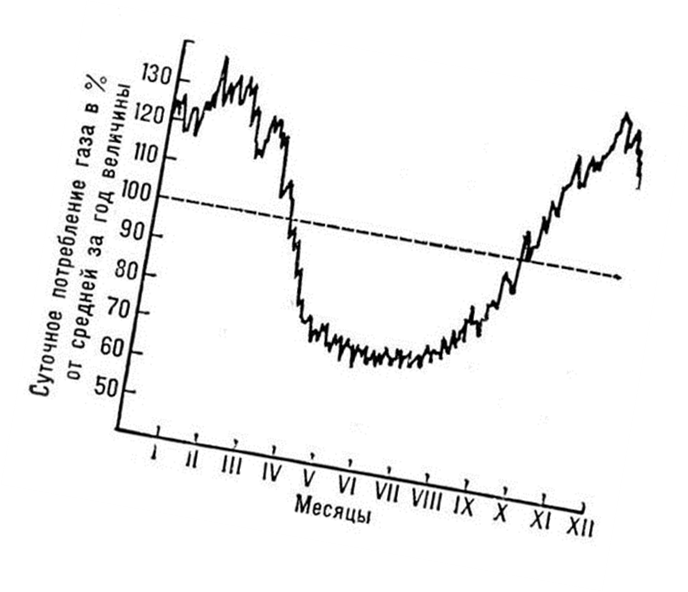 Суточное потребление газа в %
от средней за год величины
130
120
110
100
90
80
70
60
50
I II III IV V VI VII VIII IX X XI XII
Месяцы